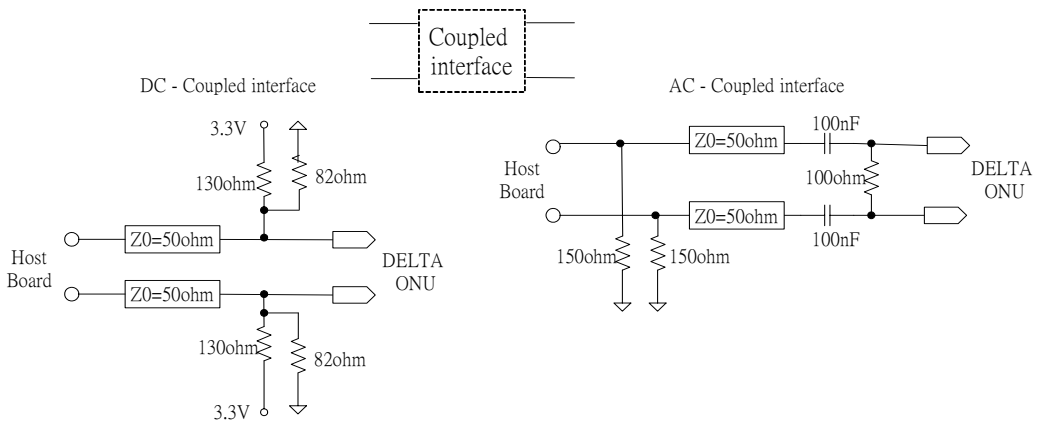 Coupled
interface
DC - Coupled interface
3.3V
130ohm
82ohm
Z0=50ohm
Host
Board
DELTA
ONU
Z0=50ohm
130ohm
82ohm
3.3V
AC - Coupled interface
100nF
Z0=50ohm
Host
Board
100ohm
DELTA
ONU
Z0=50ohm
100nF
150ohm
150ohm